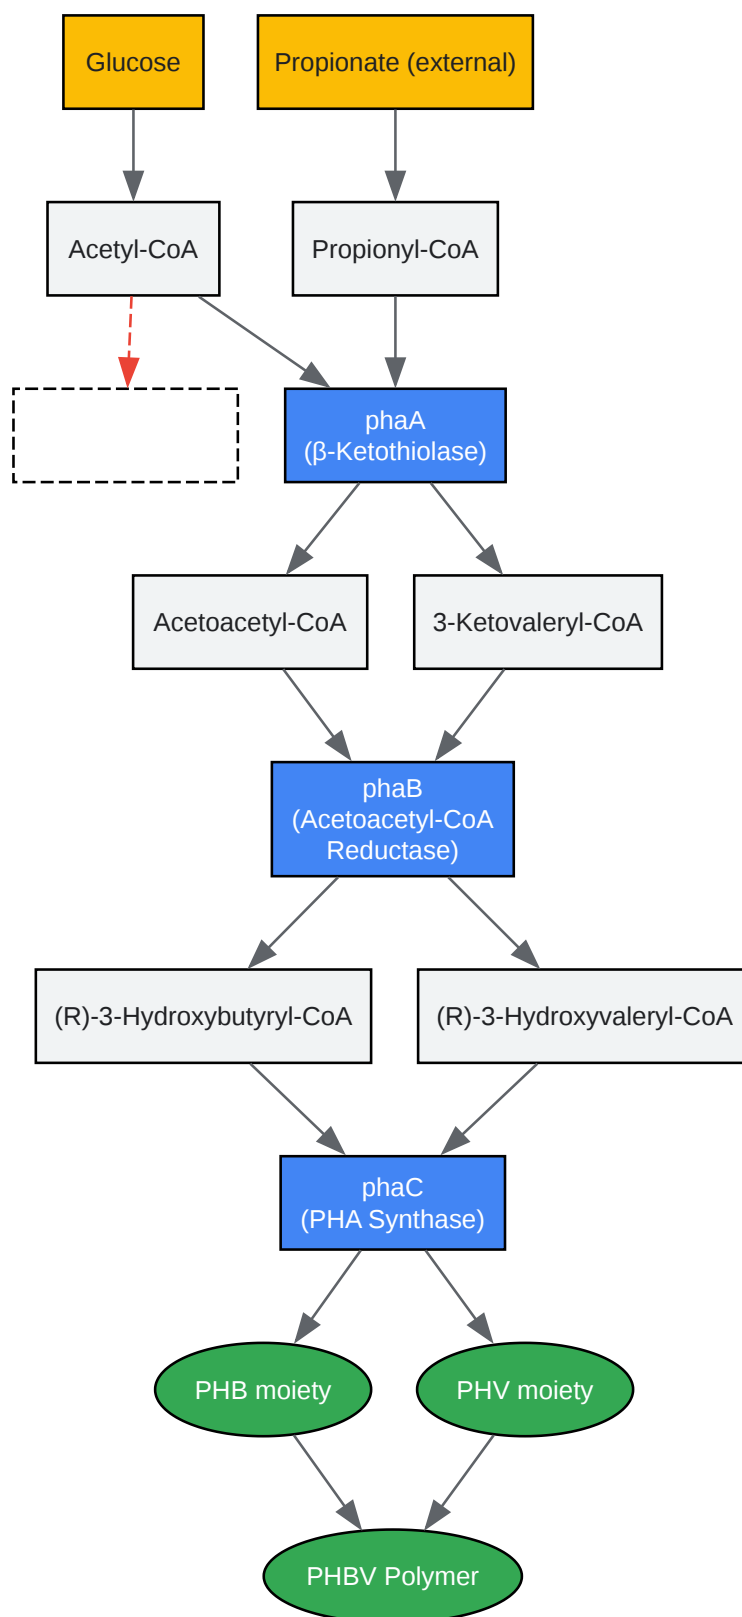 Glucose
Propionate (external)
Acetyl-CoA
Propionyl-CoA
phaA
(β-Ketothiolase)
Acetoacetyl-CoA
3-Ketovaleryl-CoA
phaB
(Acetoacetyl-CoA
Reductase)
(R)-3-Hydroxybutyryl-CoA
(R)-3-Hydroxyvaleryl-CoA
phaC
(PHA Synthase)
PHB moiety
PHV moiety
PHBV Polymer